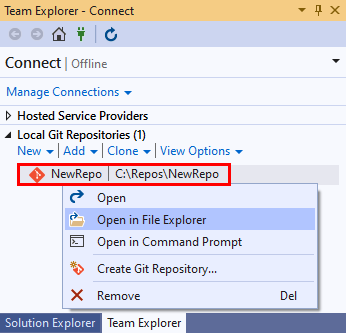 Team Explorer - Connect
Connect | Offline
Manage Connections
Hosted Service Providers
Local Git Repositories (1)
New | Add | Clone | View Options
NewRepo | C:\Repos\NewRepo
Open
Open in File Explorer
Open in Command Prompt
Create Git Repository...
Remove Del
Solution Explorer Team Explorer